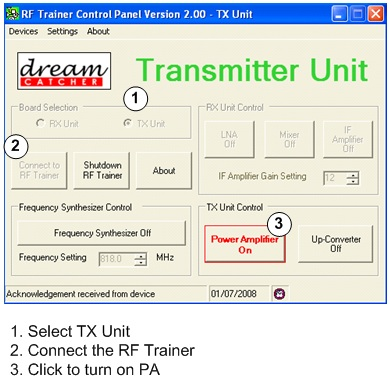 RF Trainer Control Panel Version 2.00 - TX Unit
Devices Settings About
dream
CATCHER
Transmitter Unit
Board Selection
1
RX Unit
TX Unit
RX Unit Control
LNA
Off
Mixer
Off
IF
Amplifier
Off
IF Amplifier Gain Setting
12
2
Connect to
RF Trainer
Shutdown
RF Trainer
About
Frequency Synthesizer Control
Frequency Synthesizer Off
Frequency Setting 818.0 MHz
TX Unit Control
3
Power Amplifier
On
Up-Converter
Off
Acknowledgement received from device
01/07/2008
1. Select TX Unit
2. Connect the RF Trainer
3. Click to turn on PA